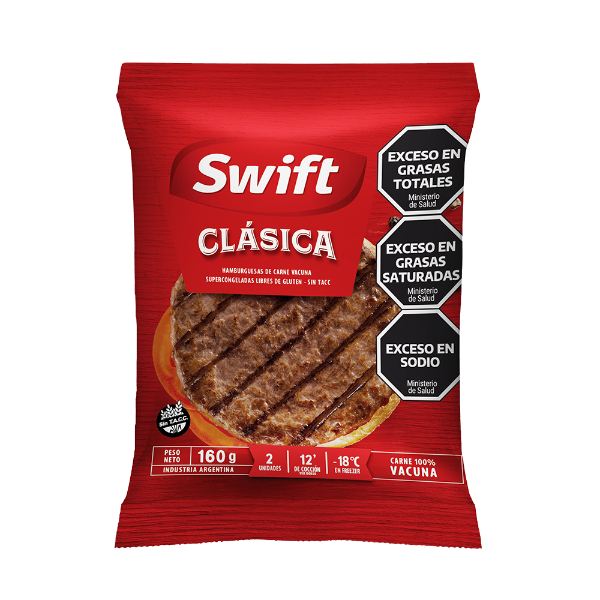 Swift
CLÁSICA
HAMBURGUESAS DE CARNE VACUNA
SUPERCONGELADAS LIBRES DE GLUTEN - SIN TACC
EXCESO EN
GRASAS
TOTALES
Ministerio
de Salud
EXCESO EN
GRASAS
SATURADAS
Ministerio
de Salud
EXCESO EN
SODIO
Ministerio
de Salud
Sin T.A.C.C.
PESO
NETO
160 g
INDUSTRIA ARGENTINA
2
UNIDADES
12'
DE COCCIÓN
-18°C
EN FREEZER
CARNE 100%
VACUNA